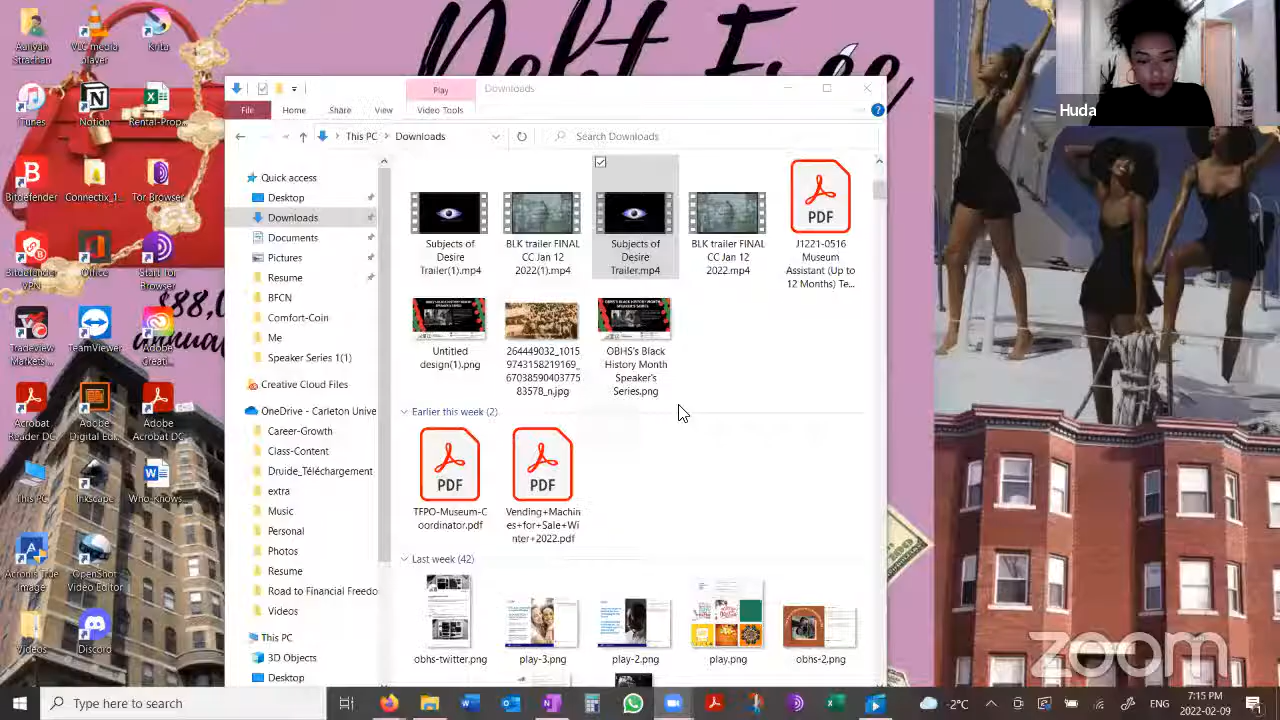 Debt Free
Huda
Aaliyah
Strachan
VLC media
player
Krita
iTunes
Notion
Rental-Prop...
Bitdefender
Connectix_1...
Tor Browser
Bitdefender
VPN
Office
Start Tor
Browser
$88,0
TeamViewer
Adobe
Creati...
Acrobat
Reader DC
Adobe
Digital Edi...
Adobe
Acrobat DC
This PC
Inkscape
Who-Knows...
Acronis True
Image
OpenShot
Video Editor
Videos
Discord
Play
Downloads
File
Home
Share
View
Video Tools
This PC
Downloads
Search Downloads
Quick access
Desktop
Downloads
Documents
Pictures
Resume
BFCN
Comfort-Coin
Me
Speaker Series 1(1)
Creative Cloud Files
OneDrive - Carleton Unive
Class-Content
Druide_Téléchargement
extra
Music
Personal
Photos
Resume
Road to Financial Freedo
Videos
This PC
3D Objects
Desktop
Subjects of
Desire
Trailer(1).mp4
BLK trailer FINAL
CC Jan 12
2022(1).mp4
Subjects of
Desire
Trailer.mp4
BLK trailer FINAL
CC Jan 12
2022.mp4
PDF
J1221-0516
Museum
Assistant (Up to
12 Months) Te...
Untitled
design(1).png
264449032_1015
9743158219169_
67038590403775
83578_n.jpg
OBHS's Black
History Month
Speaker's
Series.png
Earlier this week (2)
PDF
TFPO-Museum-C
oordinator.pdf
PDF
Vending+Machin
es+for+Sale+Wi
nter+2022.pdf
Last week (42)
obhs-twitter.png
play-3.png
play-2.png
play.png
obhs-2.png
zoom
Type here to search
-2°C
ENG
7:15 PM
2022-02-09